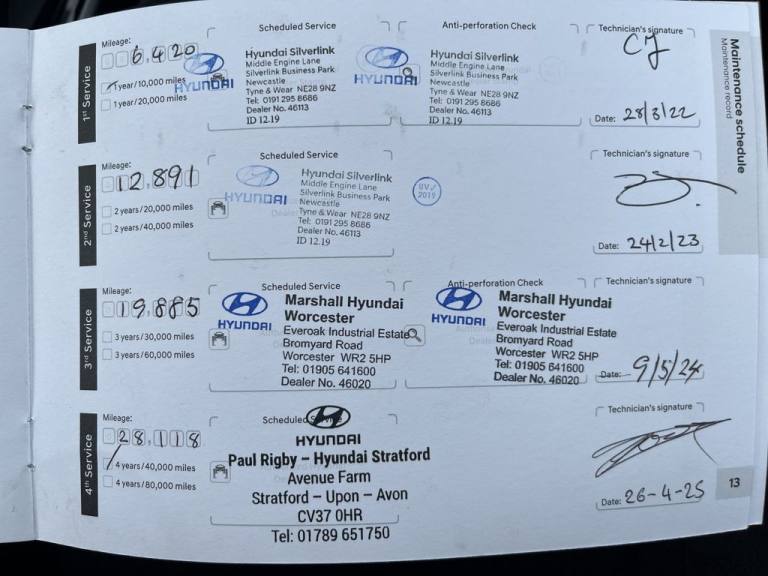 Maintenance schedule
Maintenance record
1st Service
Mileage:
6,420
1 year/10,000 miles
1 year/20,000 miles
Scheduled Service
HYUNDAI
Hyundai Silverlink
Middle Engine Lane
Silverlink Business Park
Newcastle
Tyne & Wear NE28 9NZ
Tel: 0191 295 8686
Dealer No. 46113
ID 12.19
Anti-perforation Check
HYUNDAI
Hyundai Silverlink
Middle Engine Lane
Silverlink Business Park
Newcastle
Tyne & Wear NE28 9NZ
Tel: 0191 295 8686
Dealer No. 46113
ID 12.19
Technician's signature
CJ
Date: 28/3/22
2nd Service
Mileage:
12,891
2 years/20,000 miles
2 years/40,000 miles
Scheduled Service
HYUNDAI
Hyundai Silverlink
Middle Engine Lane
Silverlink Business Park
Newcastle
Tyne & Wear NE28 9NZ
Tel: 0191 295 8686
Dealer No. 46113
ID 12.19
2019
Technician's signature
Date: 24/2/23
3rd Service
Mileage:
19,885
3 years/30,000 miles
3 years/60,000 miles
Scheduled Service
HYUNDAI
Marshall Hyundai
Worcester
Everoak Industrial Estate
Bromyard Road
Worcester WR2 5HP
Tel: 01905 641600
Dealer No. 46020
Anti-perforation Check
HYUNDAI
Marshall Hyundai
Worcester
Everoak Industrial Estate
Bromyard Road
Worcester WR2 5HP
Tel: 01905 641600
Dealer No. 46020
Technician's signature
Date: 9/5/24
4th Service
Mileage:
28,118
4 years/40,000 miles
4 years/80,000 miles
Scheduled
HYUNDAI
Paul Rigby – Hyundai Stratford
Avenue Farm
Stratford – Upon – Avon
CV37 0HR
Tel: 01789 651750
Technician's signature
Date: 26-4-25
13